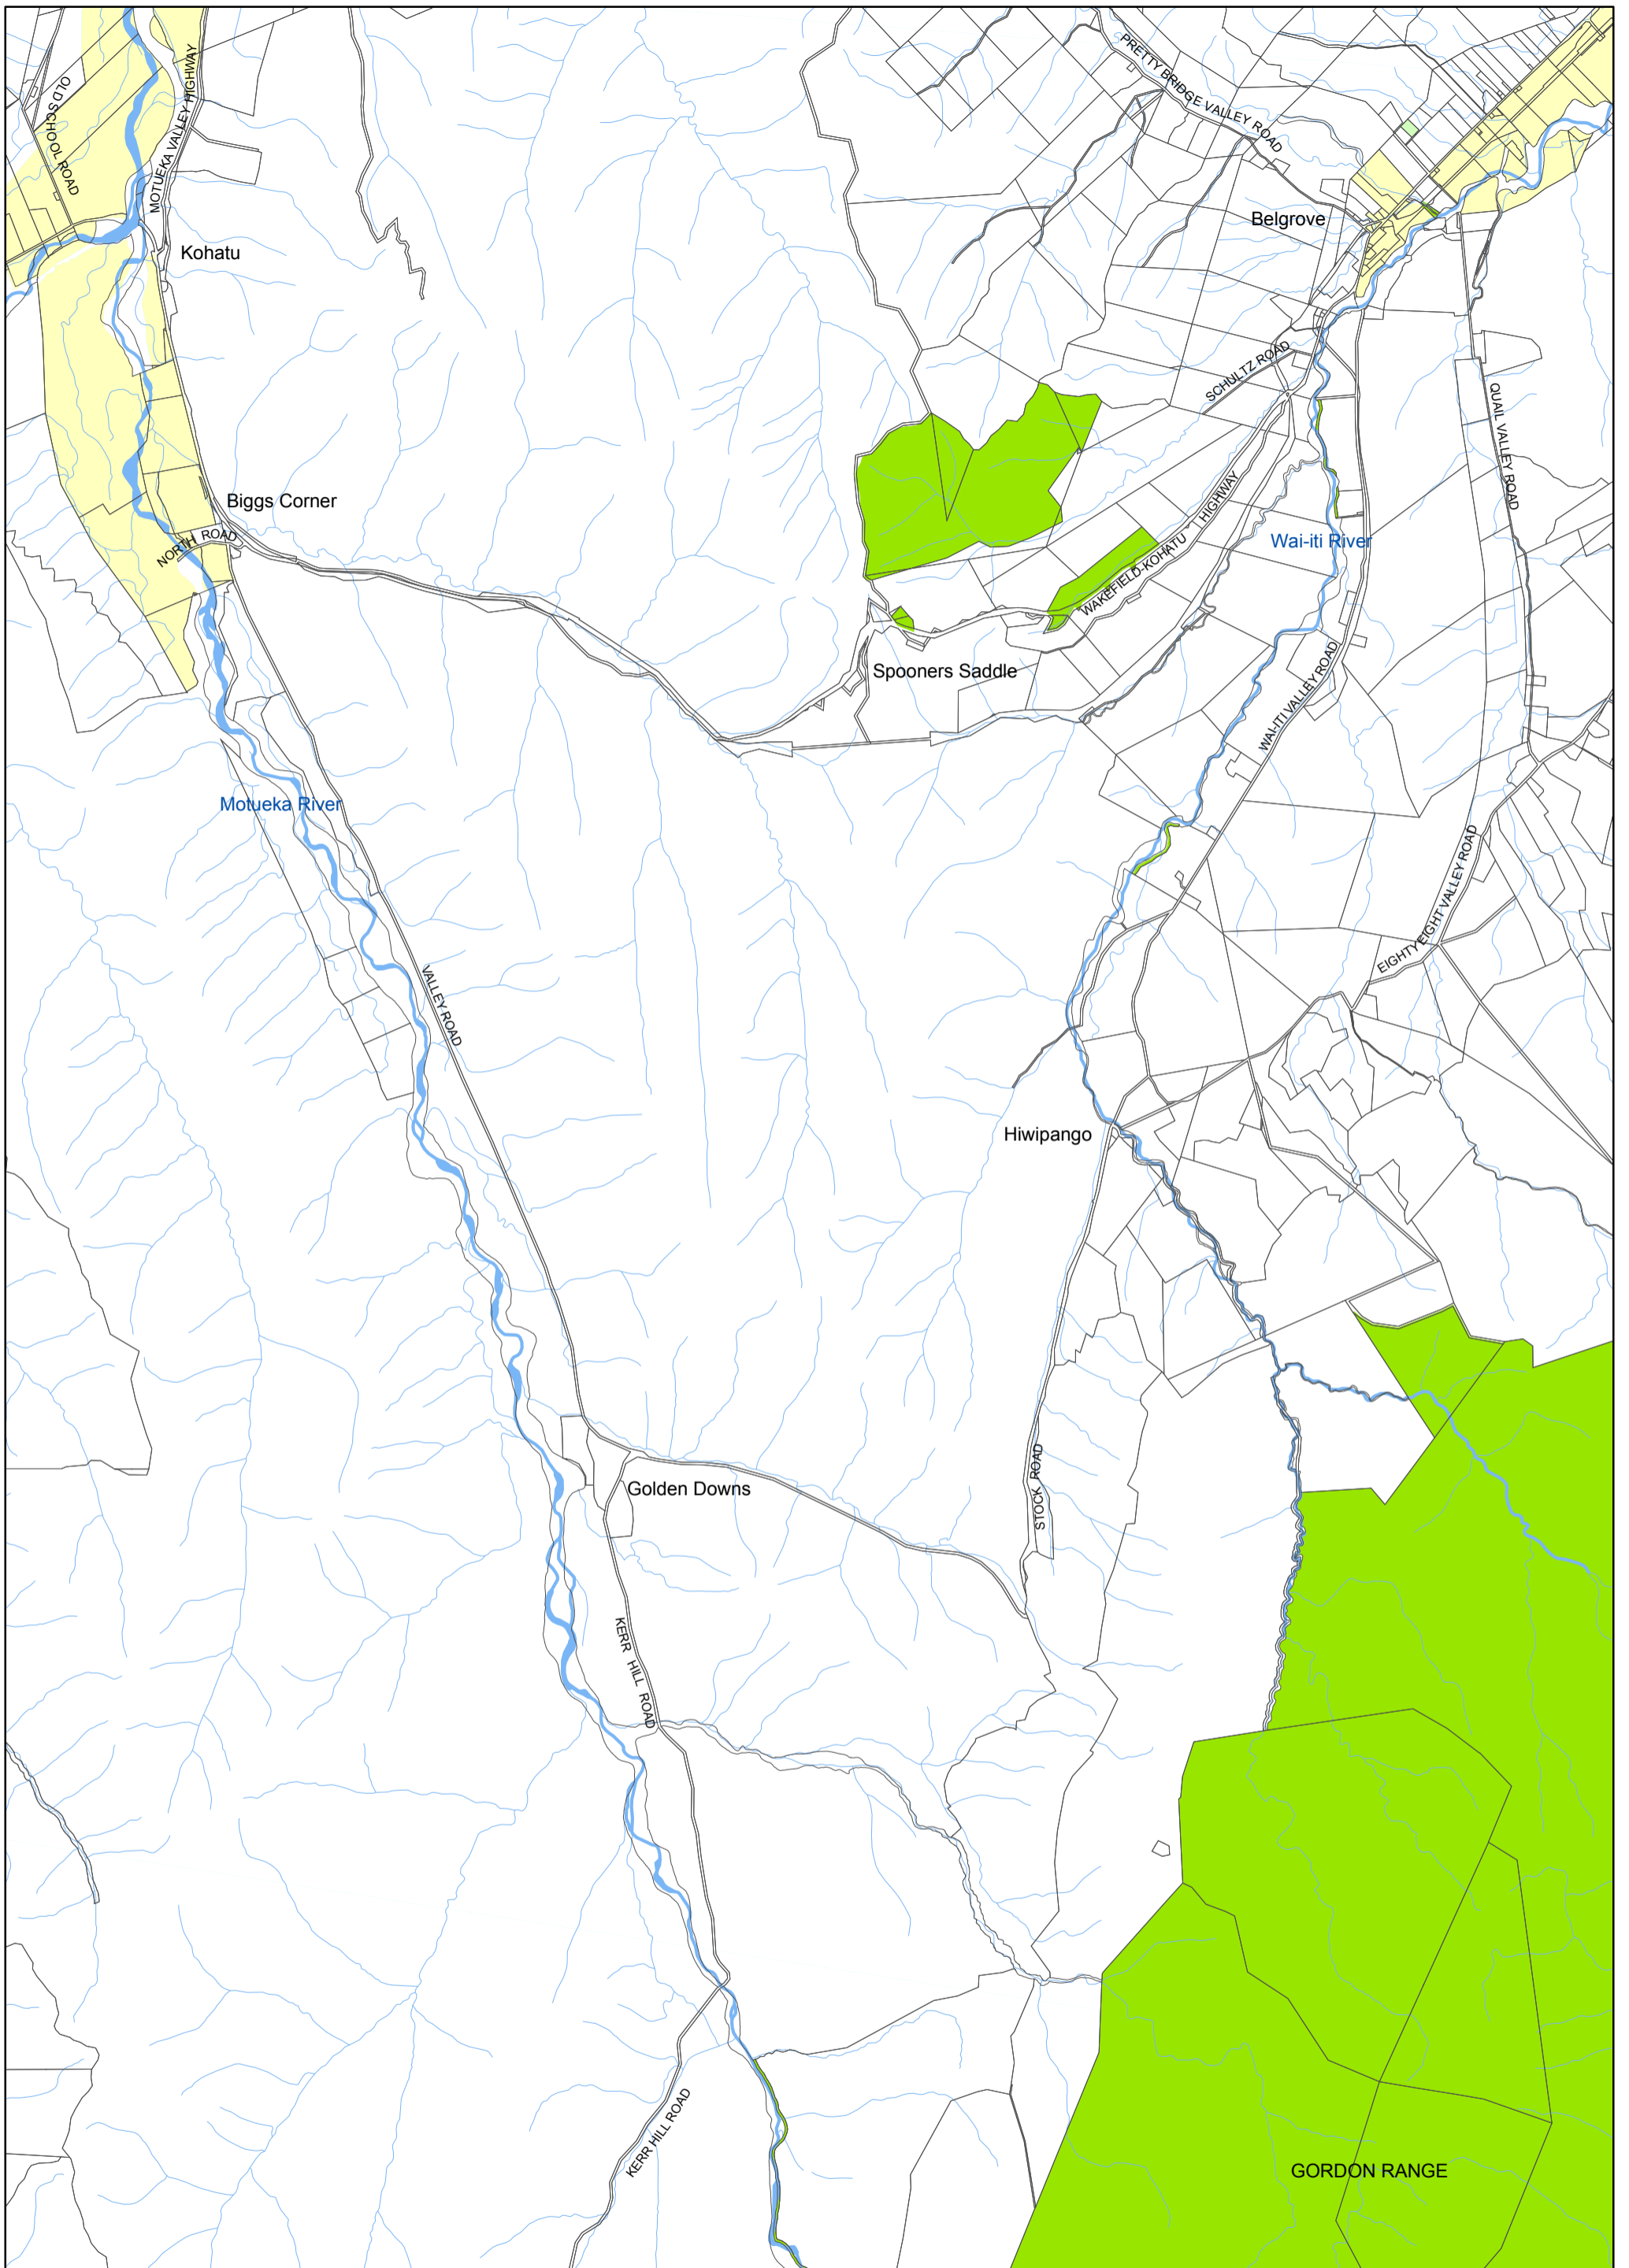 PRETTY BRIDGE VALLEY ROAD
OLD SCHOOL ROAD
MOTUEKA VALLEY HIGHWAY
Belgrove
Kohatu
SCHULTZ ROAD
QUAIL VALLEY ROAD
Biggs Corner
NORTH ROAD
WAKEFIELD-KOHATU HIGHWAY
Wai-iti River
Spooners Saddle
WAI-ITI VALLEY ROAD
Motueka River
EIGHTY EIGHT VALLEY ROAD
VALLEY ROAD
Hiwipango
STOCK ROAD
Golden Downs
KERR HILL ROAD
KERR HILL ROAD
GORDON RANGE